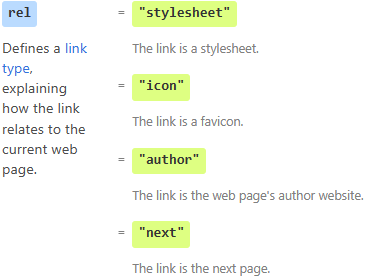 rel
Defines a link
type,
explaining
how the link
relates to the
current web
page.
= "stylesheet"
The link is a stylesheet.
= "icon"
The link is a favicon.
= "author"
The link is the web page's author website.
= "next"
The link is the next page.